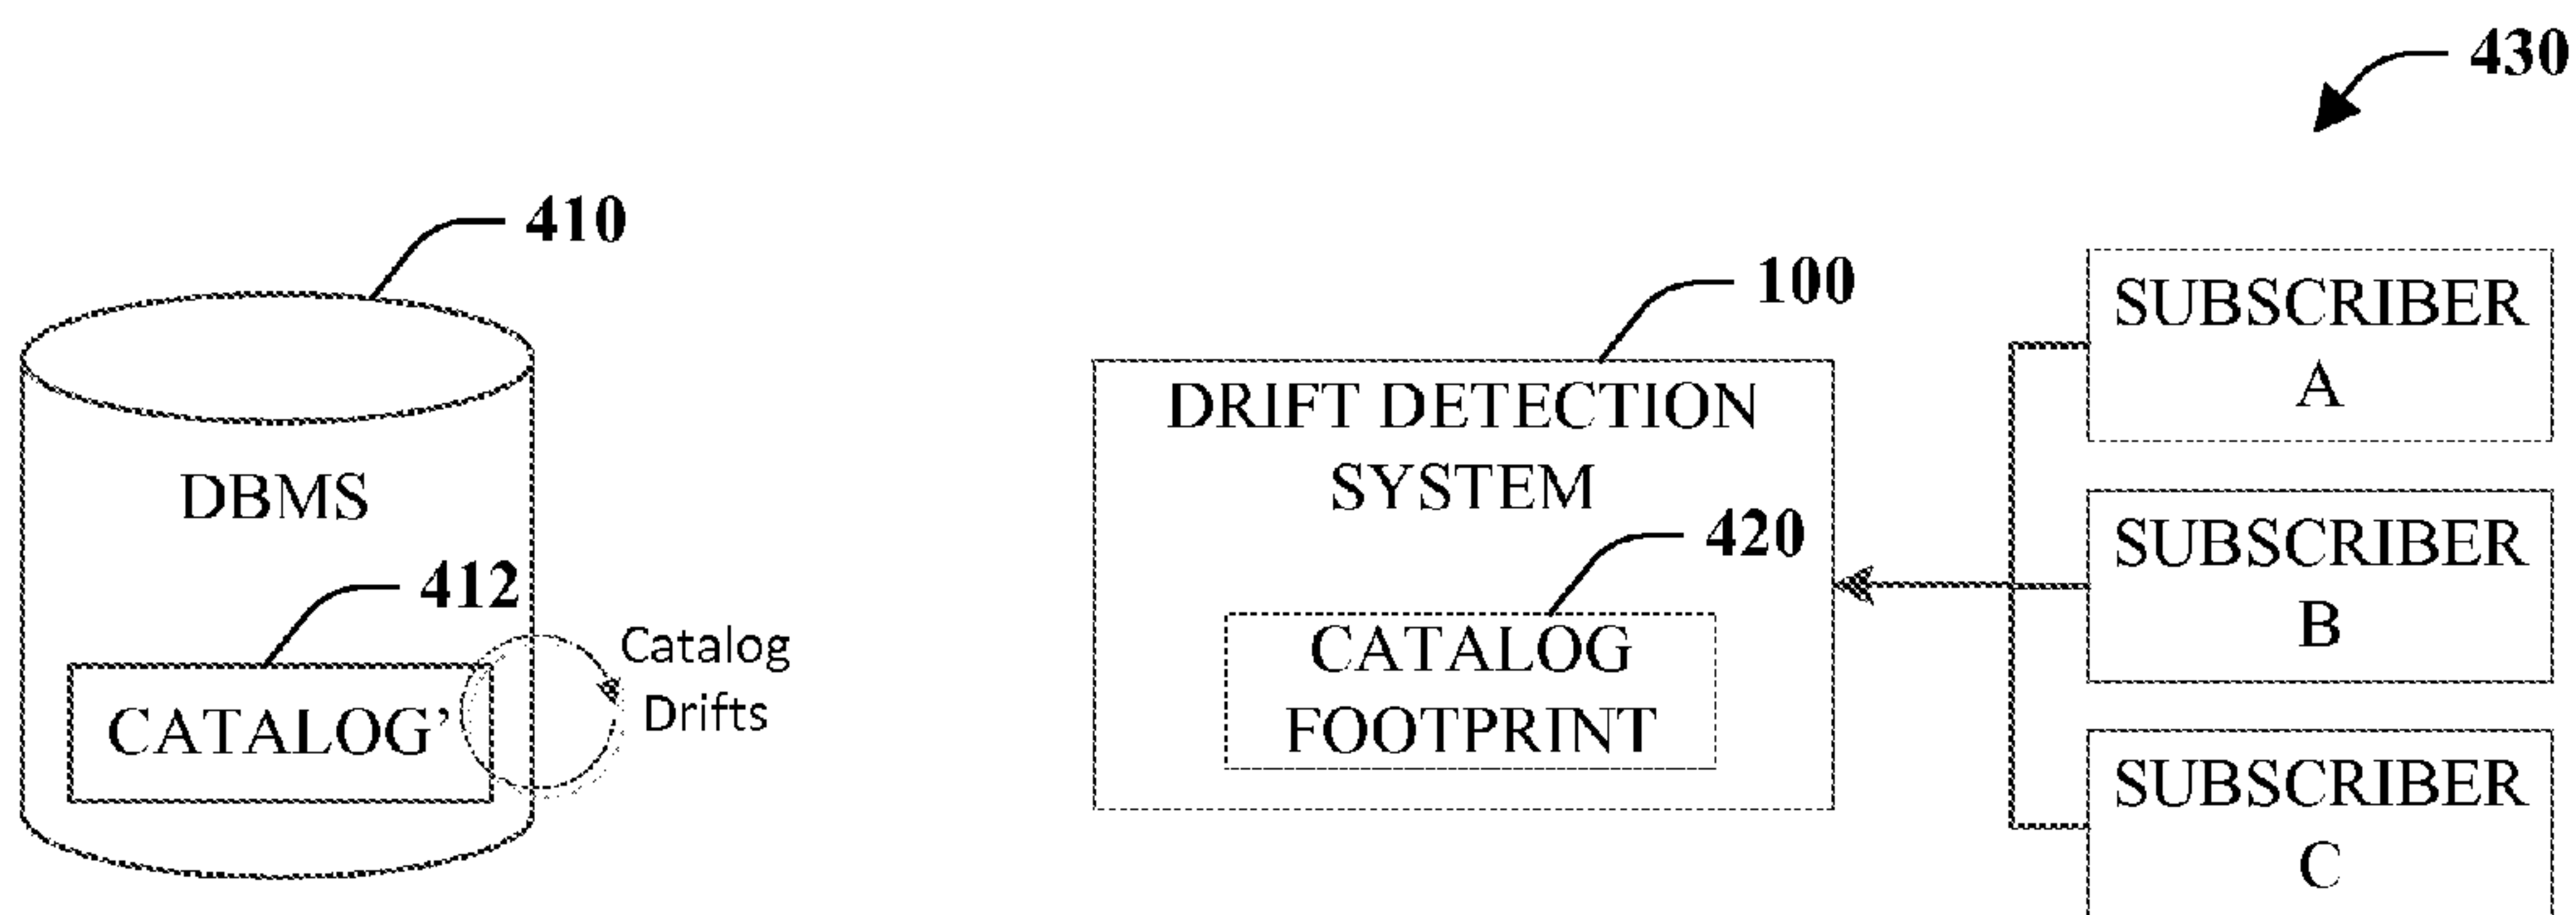 430
410
100
SUBSCRIBER
A
DRIFT DETECTION
SYSTEM
DBMS
420
SUBSCRIBER
B
412
CATALOG
FOOTPRINT
Catalog
Drifts
CATALOG’
SUBSCRIBER
C